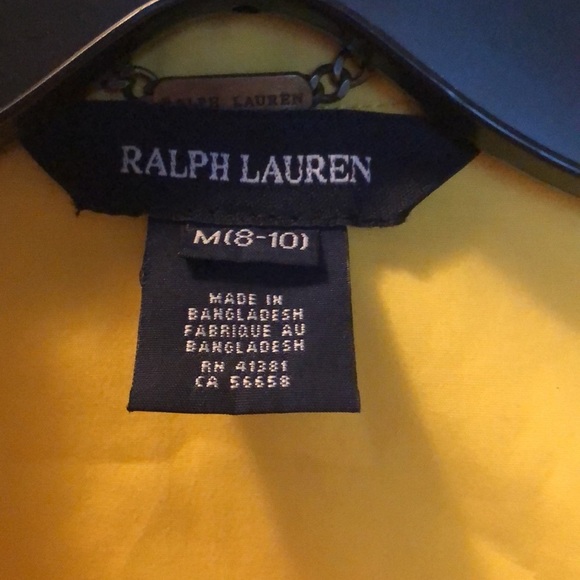 RALPH LAUREN
RALPH LAUREN
M(8-10)
MADE IN
BANGLADESH
FABRIQUE AU
BANGLADESH
RN 41381
CA 56658